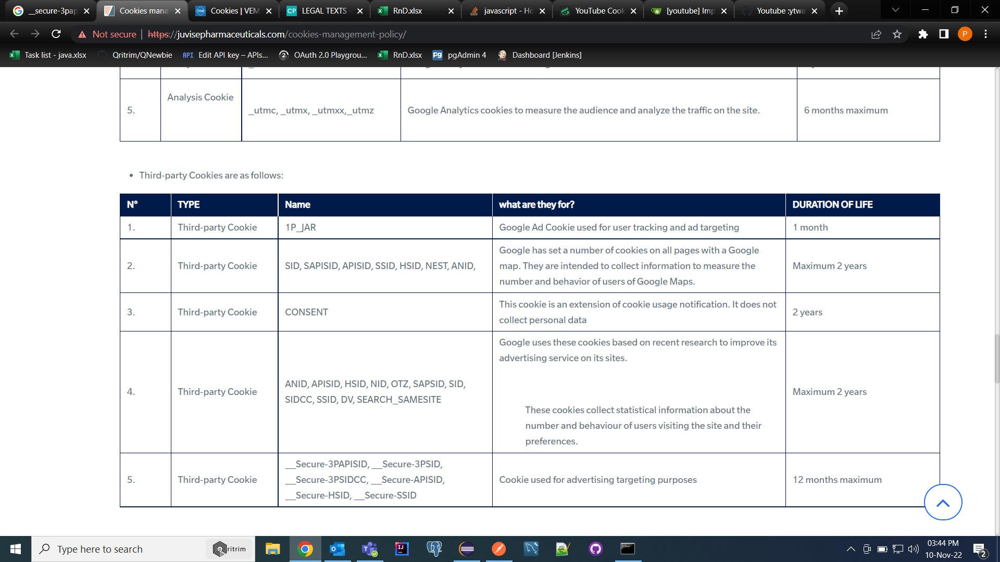 __secure-3pap
Cookies mana
Cookies | VEM
LEGAL TEXTS -
RnD.xlsx
javascript - Ho
YouTube Cook
[youtube] Imp
Youtube :ytwa
Not secure | https://juvisepharmaceuticals.com/cookies-management-policy/
P
Task list - java.xlsx
Qritrim/QNewbie
API Edit API key – APIs...
OAuth 2.0 Playgrou...
RnD.xlsx
Pg pgAdmin 4
Dashboard [Jenkins]
5.
Analysis Cookie
_utmc, _utmx, _utmxx,_utmz
Google Analytics cookies to measure the audience and analyze the traffic on the site.
6 months maximum
• Third-party Cookies are as follows:
N° TYPE Name what are they for? DURATION OF LIFE
1. Third-party Cookie 1P_JAR Google Ad Cookie used for user tracking and ad targeting 1 month
2. Third-party Cookie SID, SAPISID, APISID, SSID, HSID, NEST, ANID,
Google has set a number of cookies on all pages with a Google
map. They are intended to collect information to measure the
number and behavior of users of Google Maps.
Maximum 2 years
3. Third-party Cookie CONSENT
This cookie is an extension of cookie usage notification. It does not
collect personal data
2 years
4. Third-party Cookie
ANID, APISID, HSID, NID, OTZ, SAPSID, SID,
SIDCC, SSID, DV, SEARCH_SAMESITE
Google uses these cookies based on recent research to improve its
advertising service on its sites.
These cookies collect statistical information about the
number and behaviour of users visiting the site and their
preferences.
Maximum 2 years
5. Third-party Cookie
__Secure-3PAPISID, __Secure-3PSID,
__Secure-3PSIDCC, __Secure-APISID,
__Secure-HSID, __Secure-SSID
Cookie used for advertising targeting purposes
12 months maximum
Type here to search
Qritrim
03:44 PM
10-Nov-22
2